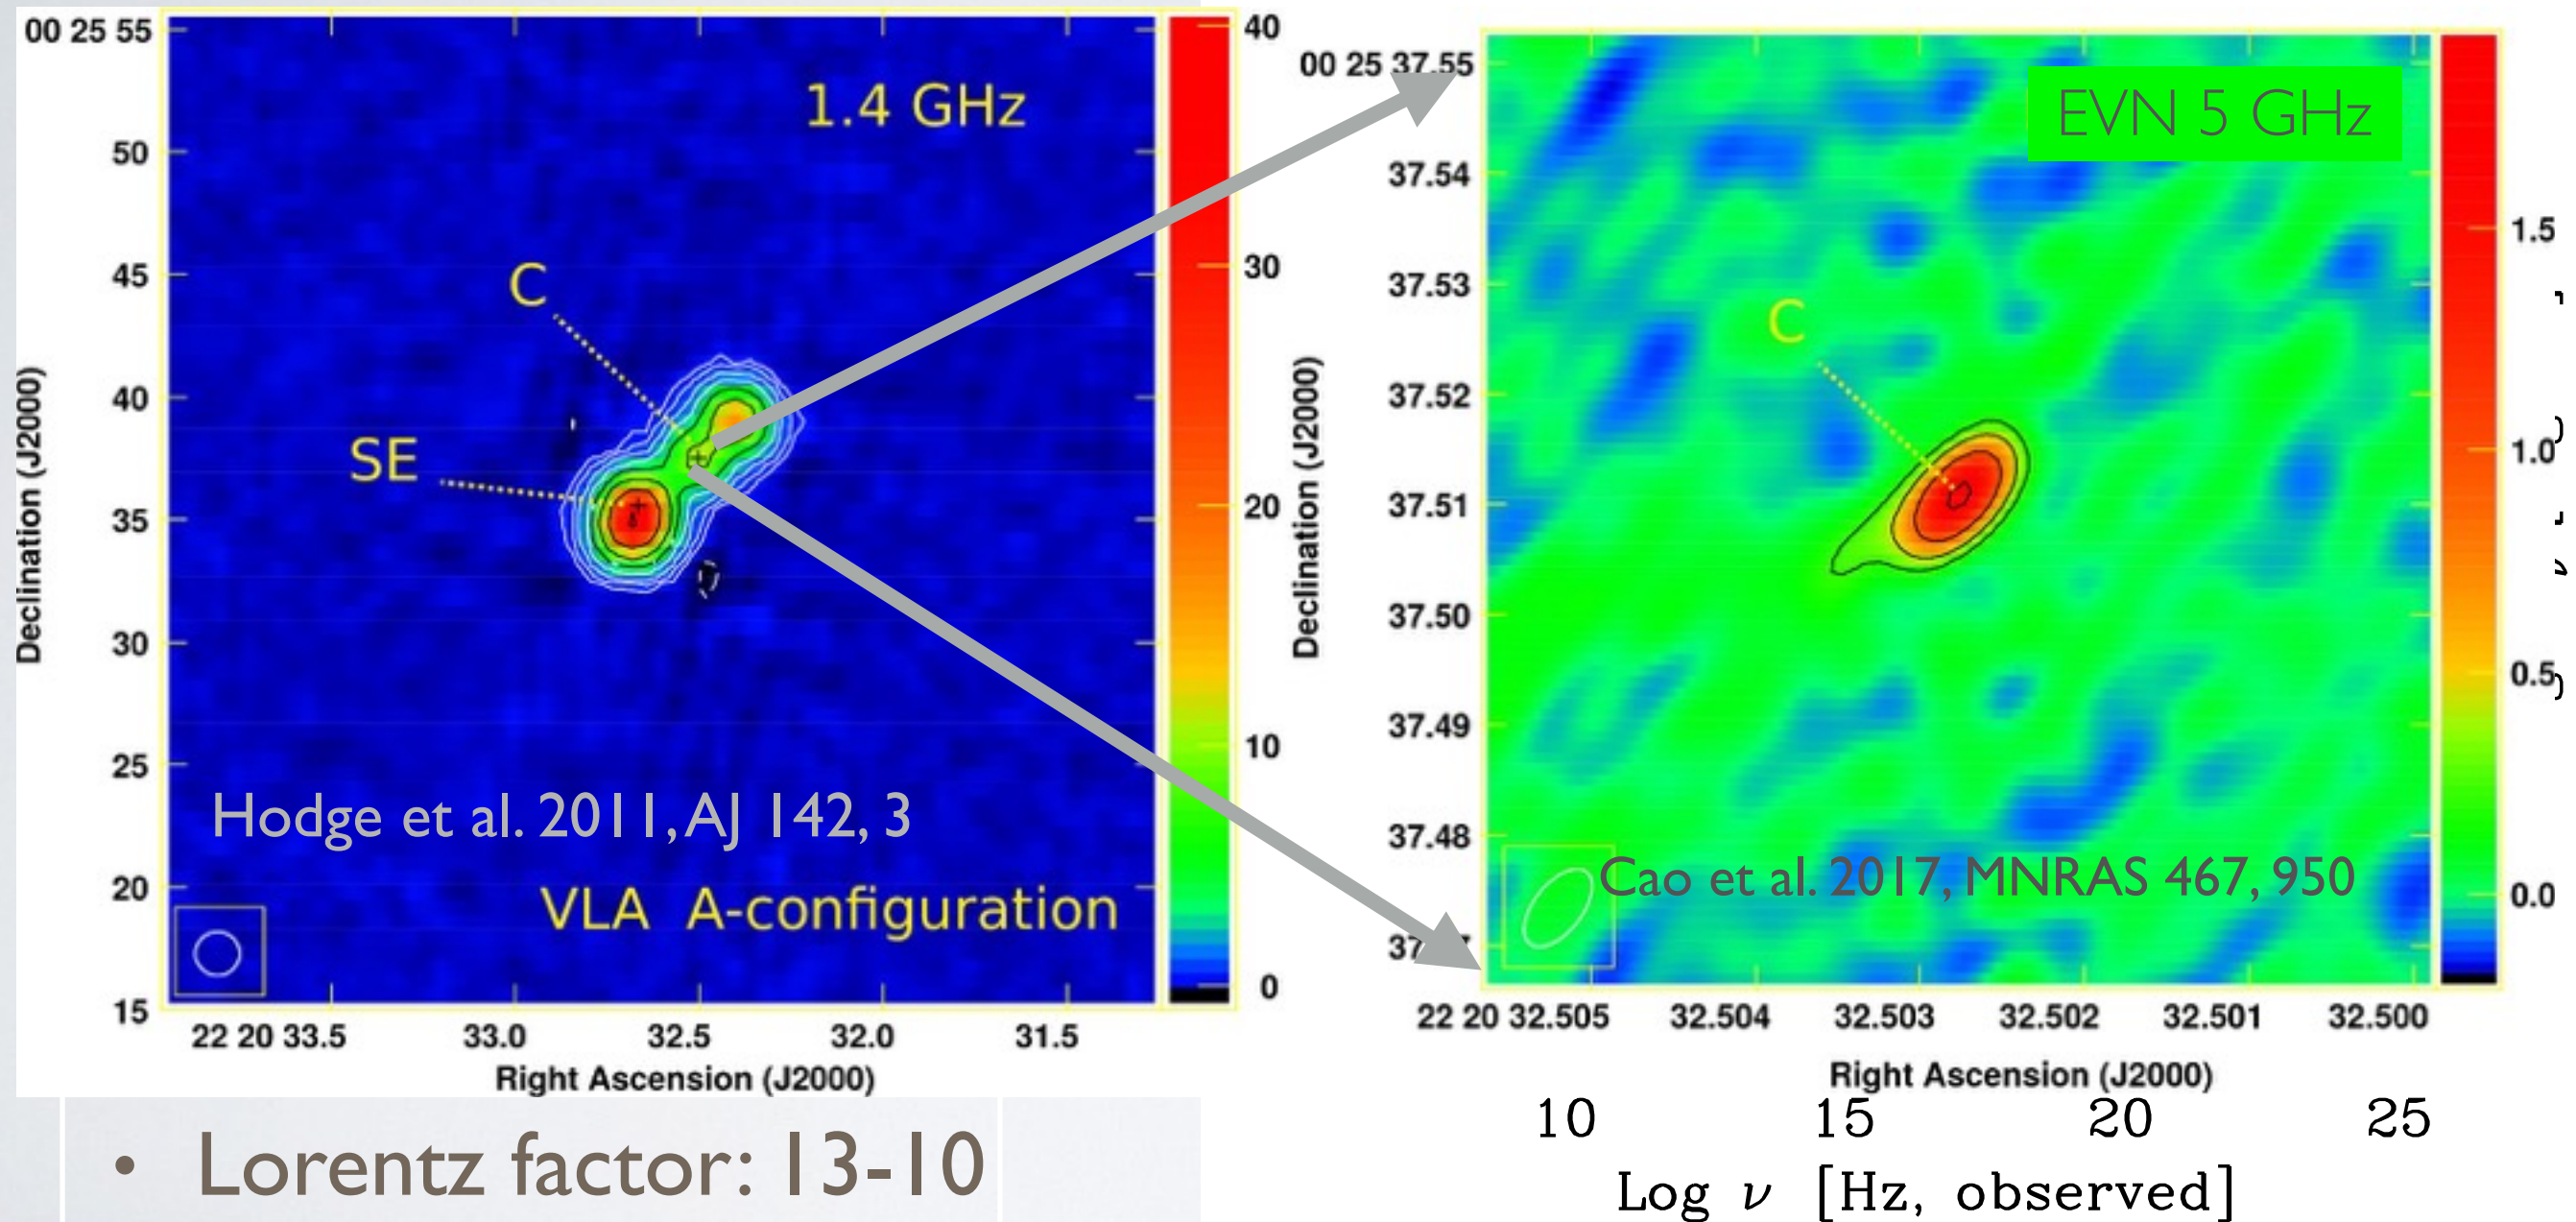 00 25 55
50
45
40
35
30
25
20
15
Declination (J2000)
1.4 GHz
C
SE
Hodge et al. 2011, AJ 142, 3
VLA A-configuration
22 20 33.5
33.0
32.5
32.0
31.5
Right Ascension (J2000)
40
30
20
10
0
00 25 37.55
37.54
37.53
37.52
37.51
37.50
37.49
37.48
Declination (J2000)
EVN 5 GHz
C
Cao et al. 2017, MNRAS 467, 950
22 20 32.505
32.504
32.503
32.502
32.501
32.500
Right Ascension (J2000)
1.5
1.0
0.5
0.0
10
15
20
25
Log ν [Hz, observed]
• Lorentz factor: 13-10